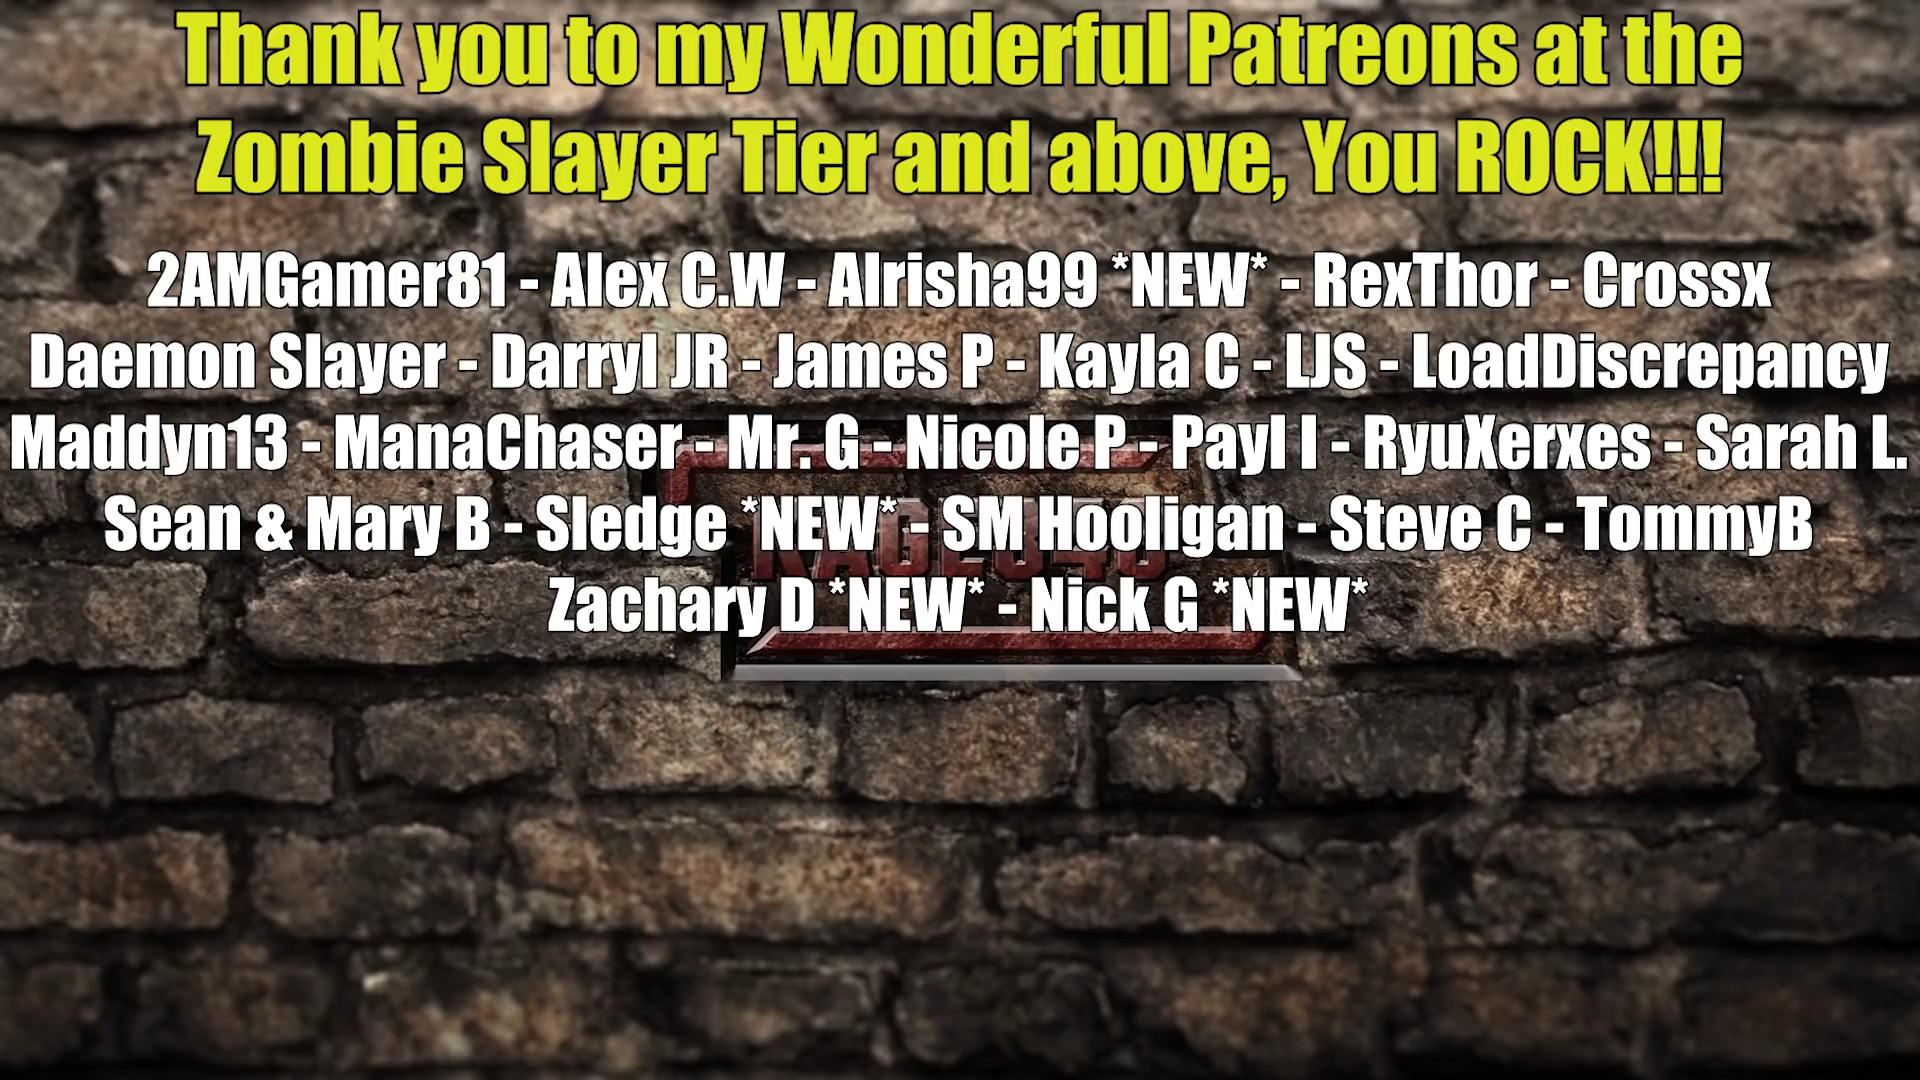 Thank you to my Wonderful Patreons at the
Zombie Slayer Tier and above, You ROCK!!!
2AMGamer81 - Alex C.W - Alrisha99 *NEW* - RexThor - Crossx
Daemon Slayer - Darryl JR - James P - Kayla C - LJS - LoadDiscrepancy
Maddyn13 - ManaChaser - Mr. G - Nicole P - Payl I - RyuXerxes - Sarah L.
Sean & Mary B - Sledge *NEW* - SM Hooligan - Steve C - TommyB
Zachary D *NEW* - Nick G *NEW*